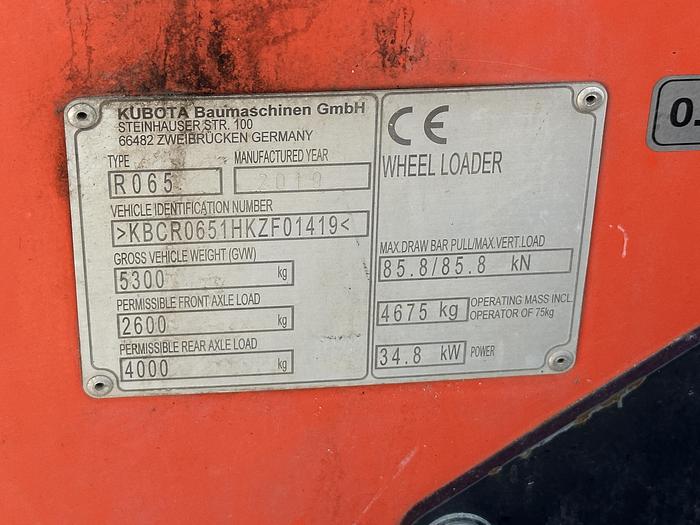 KUBOTA Baumaschinen GmbH
STEINHAUSER STR. 100
66482 ZWEIBRÜCKEN GERMANY
TYPE
R065
MANUFACTURED YEAR
2019
VEHICLE IDENTIFICATION NUMBER
>KBCR0651HKZF01419<
GROSS VEHICLE WEIGHT (GVW)
5300 kg
PERMISSIBLE FRONT AXLE LOAD
2600 kg
PERMISSIBLE REAR AXLE LOAD
4000 kg
CE
WHEEL LOADER
MAX.DRAW BAR PULL/MAX.VERT.LOAD
85.8/85.8 kN
4675 kg
OPERATING MASS INCL.
OPERATOR OF 75kg
34.8 kW POWER
0.